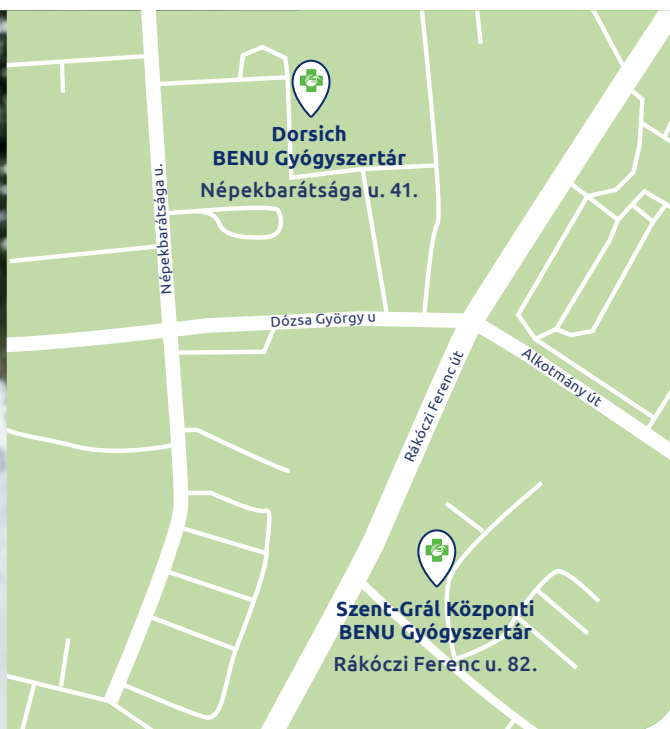 Dorsich
BENU Gyógyszertár
Népekbarátsága u. 41.
Népekbarátsága u.
Dózsa György u
Rákóczi Ferenc út
Alkotmány út
Szent-Grál Központi
BENU Gyógyszertár
Rákóczi Ferenc u. 82.